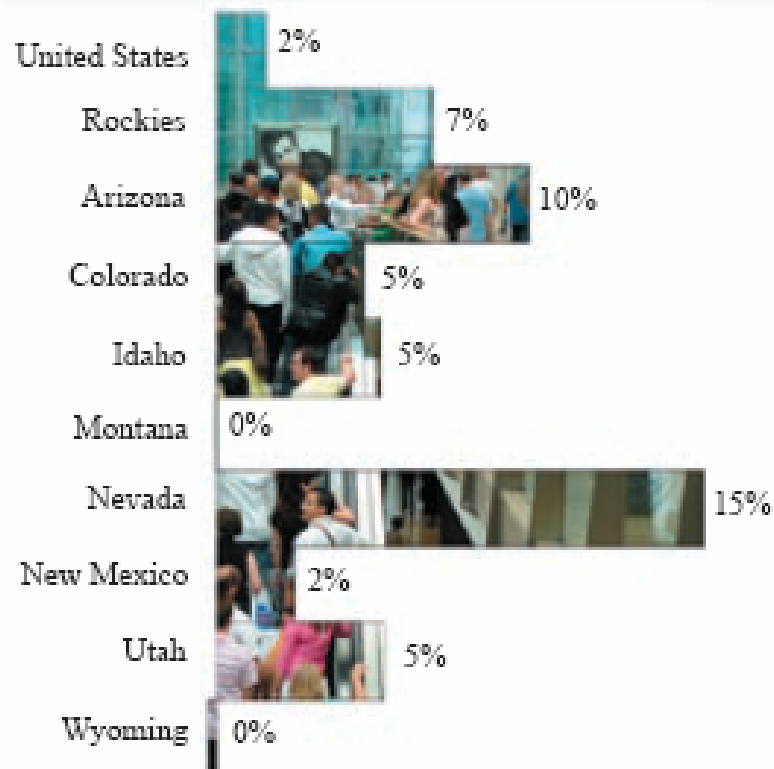 United States 2%
Rockies 7%
Arizona 10%
Colorado 5%
Idaho 5%
Montana 0%
Nevada 15%
New Mexico 2%
Utah 5%
Wyoming 0%